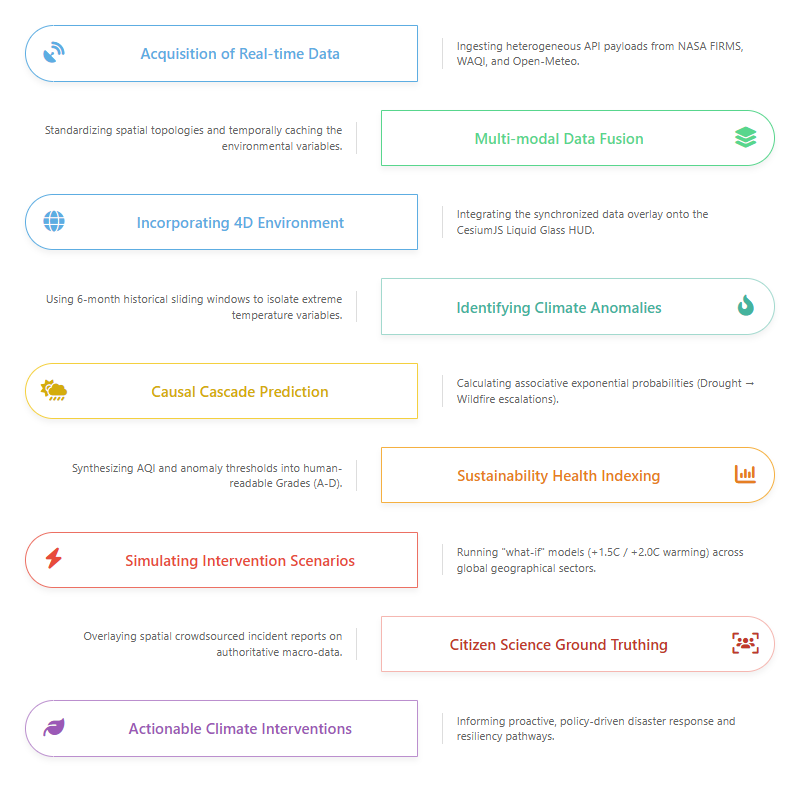 Acquisition of Real-time Data
Ingesting heterogeneous API payloads from NASA FIRMS,
WAQI, and Open-Meteo.
Standardizing spatial topologies and temporally caching the
environmental variables.
Multi-modal Data Fusion
Incorporating 4D Environment
Integrating the synchronized data overlay onto the
CesiumJS Liquid Glass HUD.
Using 6-month historical sliding windows to isolate extreme
temperature variables.
Identifying Climate Anomalies
Causal Cascade Prediction
Calculating associative exponential probabilities (Drought →
Wildfire escalations).
Synthesizing AQI and anomaly thresholds into human-
readable Grades (A-D).
Sustainability Health Indexing
Simulating Intervention Scenarios
Running "what-if" models (+1.5C / +2.0C warming) across
global geographical sectors.
Overlaying spatial crowdsourced incident reports on
authoritative macro-data.
Citizen Science Ground Truthing
Actionable Climate Interventions
Informing proactive, policy-driven disaster response and
resiliency pathways.